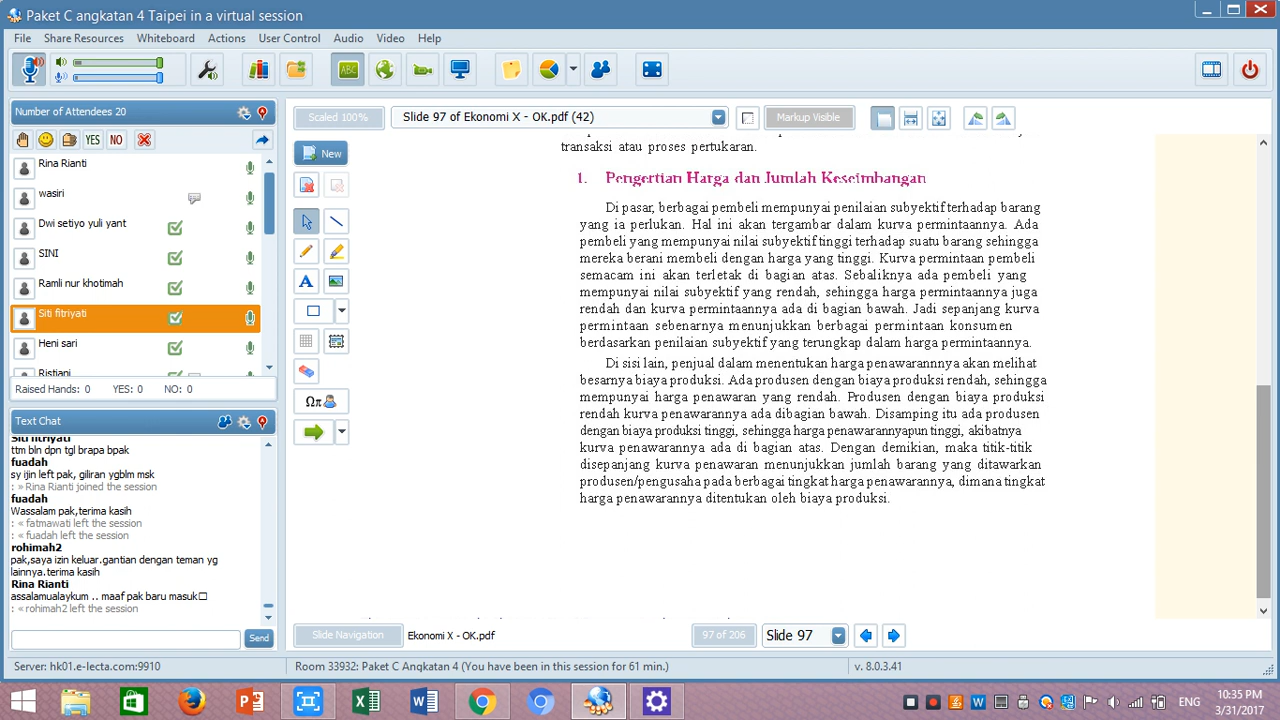 Paket C angkatan 4 Taipei in a virtual session
File Share Resources Whiteboard Actions User Control Audio Video Help
ABC
Number of Attendees 20
YES NO
Rina Rianti
wasiri
Dwi setiyo yuli yant
SINI
Ramli nur khotimah
Siti fitriyati
Heni sari
Ristiani
Raised Hands: 0 YES: 0 NO: 0
Text Chat
Siti fitriyati
ttm bln dpn tgl brapa bpak
fuadah
sy ijin left pak, giliran ygblm msk
: » Rina Rianti joined the session
fuadah
Wassalam pak,terima kasih
: « fatmawati left the session
: « fuadah left the session
rohimah2
pak,saya izin keluar.gantian dengan teman yg
lainnya.terima kasih
Rina Rianti
assalamualaykum .. maaf pak baru masuk
: « rohimah2 left the session
Send
Scaled 100% Slide 97 of Ekonomi X - OK.pdf (42) Markup Visible
New
A
Ωπ
transaksi atau proses pertukaran.
1. Pengertian Harga dan Jumlah Keseimbangan
Di pasar, berbagai pembeli mempunyai penilaian subyektif terhadap barang
yang ia perlukan. Hal ini akan tergambar dalam kurva permintaannya. Ada
pembeli yang mempunyai nilai subyektif tinggi terhadap suatu barang sehingga
mereka berani membeli dengan harga yang tinggi. Kurva permintaan pembeli
semacam ini akan terletak di bagian atas. Sebaliknya ada pembeli yang
mempunyai nilai subyektif yang rendah, sehingga harga permintaannya juga
rendah dan kurva permintaannya ada di bagian bawah. Jadi sepanjang kurva
permintaan sebenarnya menunjukkan berbagai permintaan konsumen
berdasarkan penilaian subyektif yang terungkap dalam harga permintaannya.
Di sisi lain, penjual dalam menentukan harga penawarannnya akan melihat
besarnya biaya produksi. Ada produsen dengan biaya produksi rendah, sehingga
mempunyai harga penawaran yang rendah. Produsen dengan biaya produksi
rendah kurva penawarannya ada dibagian bawah. Disamping itu ada produsen
dengan biaya produksi tinggi, sehingga harga penawarannyapun tinggi, akibatnya
kurva penawarannya ada di bagian atas. Dengan demikian, maka titik-titik
disepanjang kurva penawaran menunjukkan jumlah barang yang ditawarkan
produsen/pengusaha pada berbagai tingkat harga penawarannya, dimana tingkat
harga penawarannya ditentukan oleh biaya produksi.
Slide Navigation Ekonomi X - OK.pdf 97 of 206 Slide 97
Server: hk01.e-lecta.com:9910 Room 33932: Paket C Angkatan 4 (You have been in this session for 61 min.) v. 8.0.3.41
ENG
10:35 PM
3/31/2017